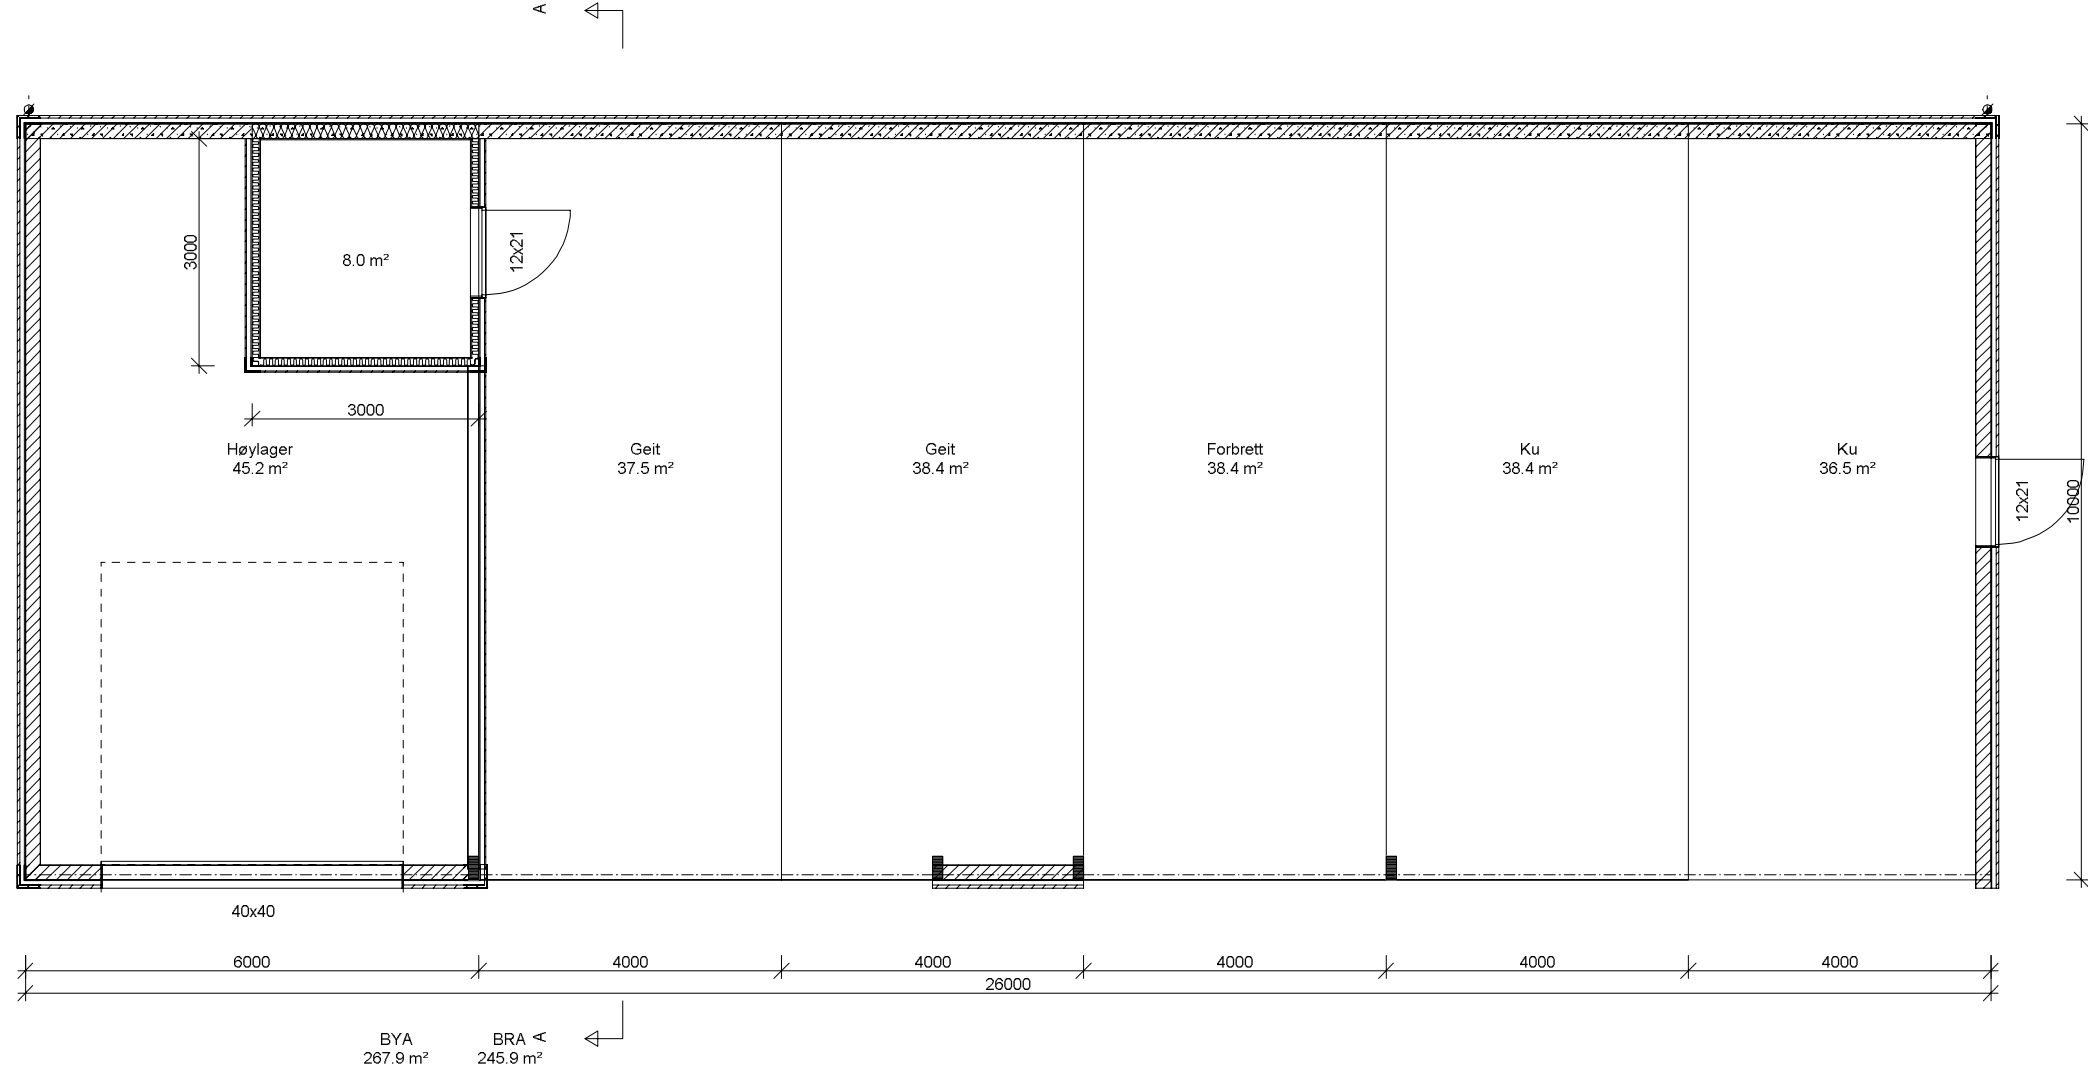 A
3000
8.0 m²
12x21
3000
Høylager
45.2 m²
Geit
37.5 m²
Geit
38.4 m²
Forbrett
38.4 m²
Ku
38.4 m²
Ku
36.5 m²
12x21
10000
40x40
6000
4000
4000
4000
4000
4000
26000
BYA
267.9 m²
BRA
245.9 m²
A